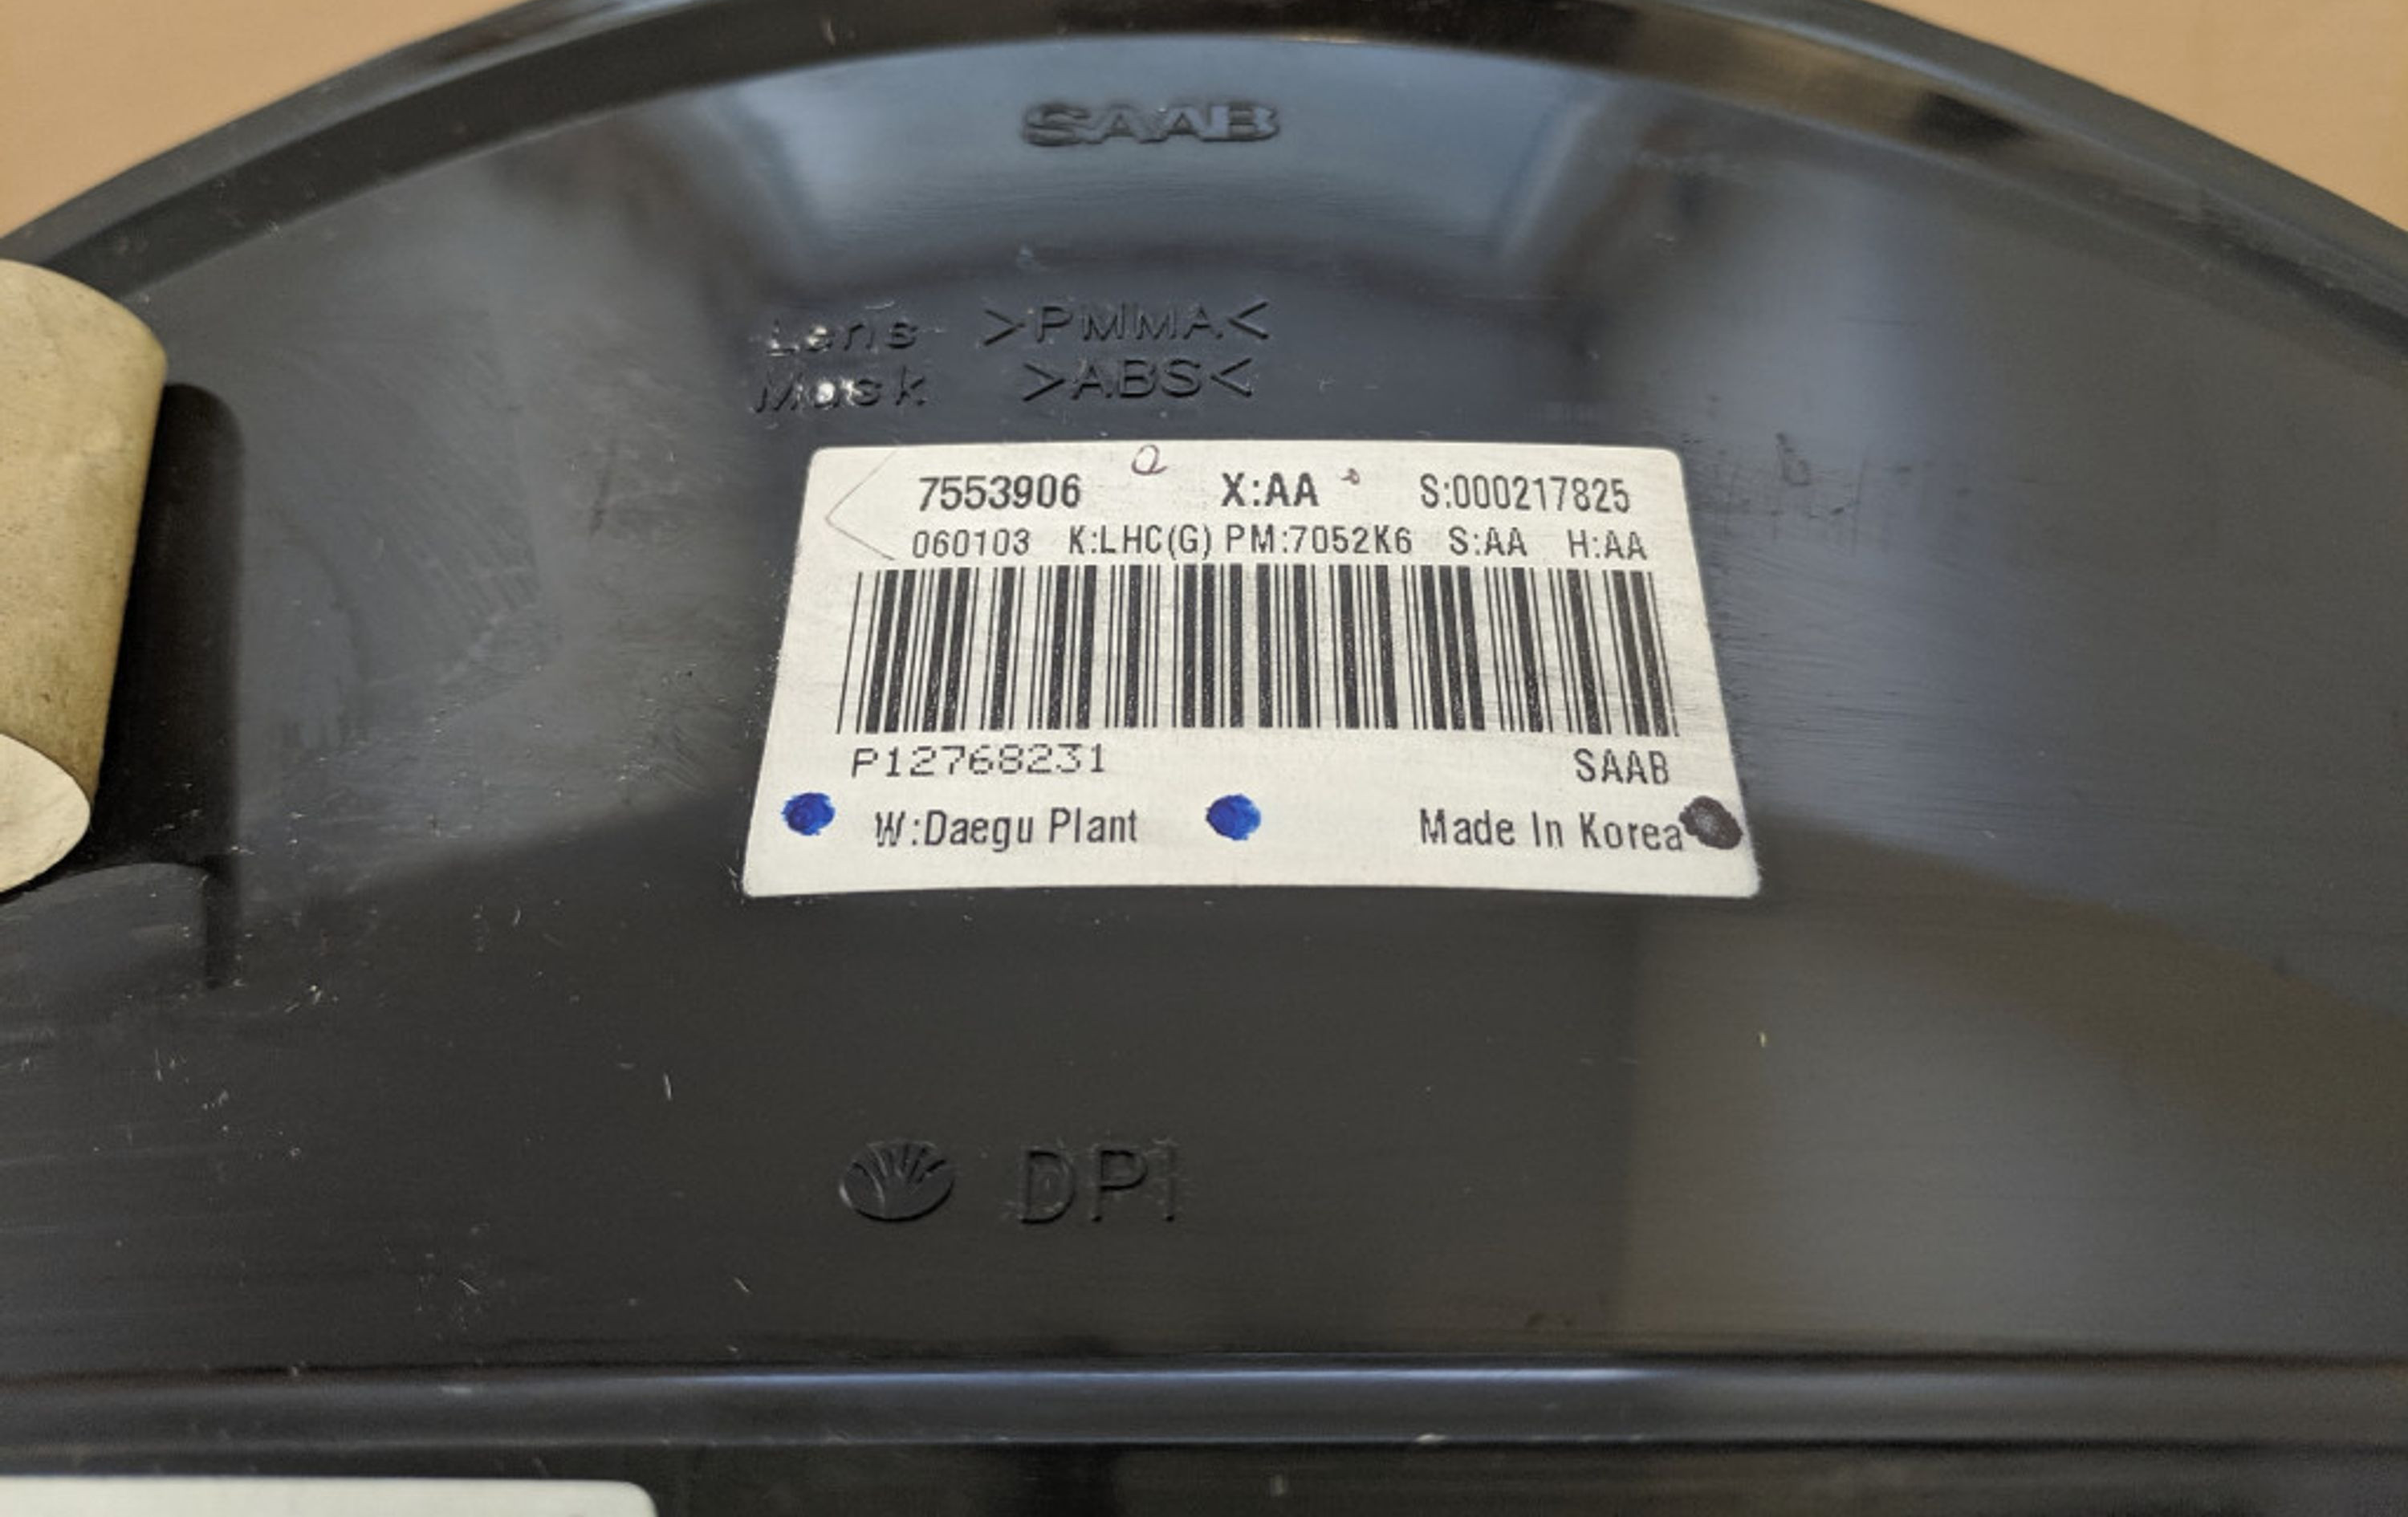 SAAB
Lens >PMMA<
Mask >ABS<
7553906 X:AA S:000217825
060103 K:LHC(G) PM:7052K6 S:AA H:AA
P12768231 SAAB
W:Daegu Plant Made In Korea
DPI